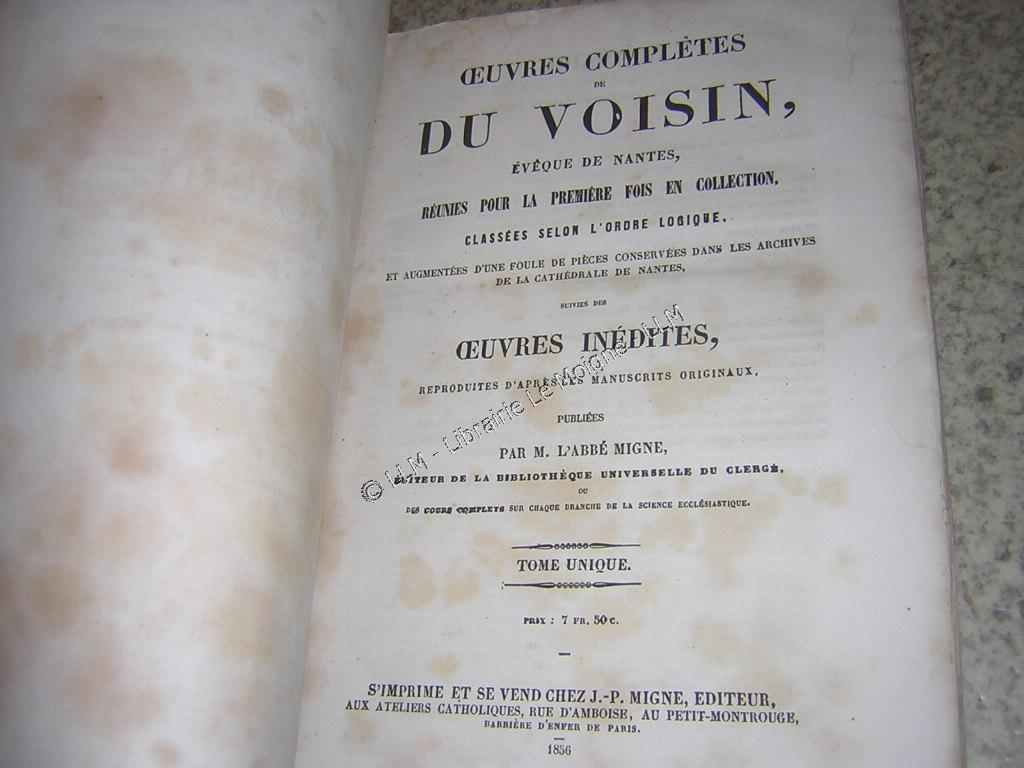 ŒUVRES COMPLÈTES
DE
DU VOISIN,
ÉVÊQUE DE NANTES,
RÉUNIES POUR LA PREMIÈRE FOIS EN COLLECTION,
CLASSÉES SELON L'ORDRE LOGIQUE,
ET AUGMENTÉES D'UNE FOULE DE PIÈCES CONSERVÉES DANS LES ARCHIVES
DE LA CATHÉDRALE DE NANTES,
SUIVIES DES
ŒUVRES INÉDITES,
REPRODUITES D'APRÈS LES MANUSCRITS ORIGINAUX,
PUBLIÉES
PAR M. L'ABBÉ MIGNE,
ÉDITEUR DE LA BIBLIOTHÈQUE UNIVERSELLE DU CLERGÉ,
OU
DES COURS COMPLETS SUR CHAQUE BRANCHE DE LA SCIENCE ECCLÉSIASTIQUE.
TOME UNIQUE.
PRIX : 7 FR. 50 C.
S'IMPRIME ET SE VEND CHEZ J.-P. MIGNE, EDITEUR,
AUX ATELIERS CATHOLIQUES, RUE D'AMBOISE, AU PETIT-MONTROUGE,
BARRIÈRE D'ENFER DE PARIS.
1856
© LLM - Librairie Le Moigne - LLM